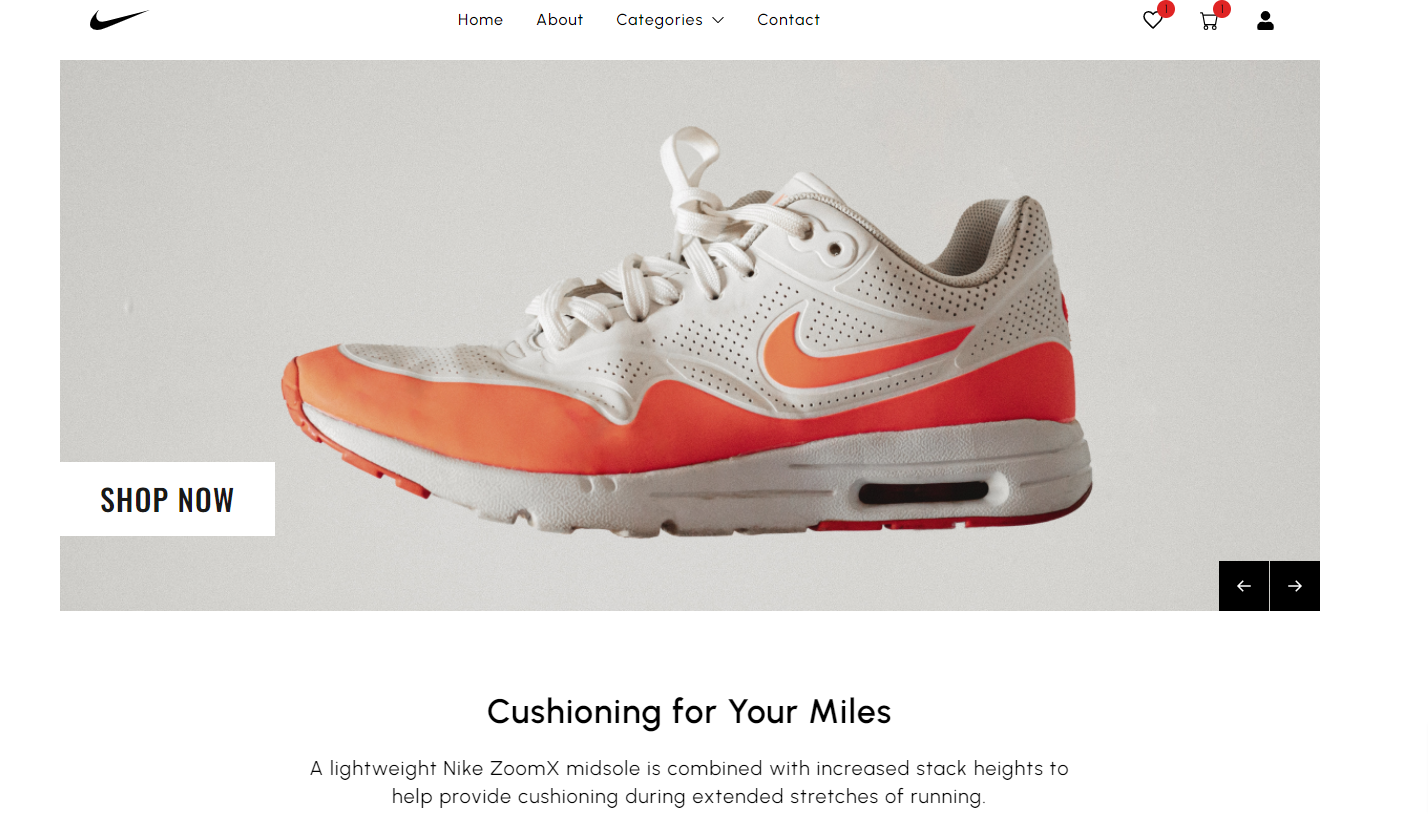 Home
About
Categories
Contact
1
1
SHOP NOW
Cushioning for Your Miles
A lightweight Nike ZoomX midsole is combined with increased stack heights to
help provide cushioning during extended stretches of running.